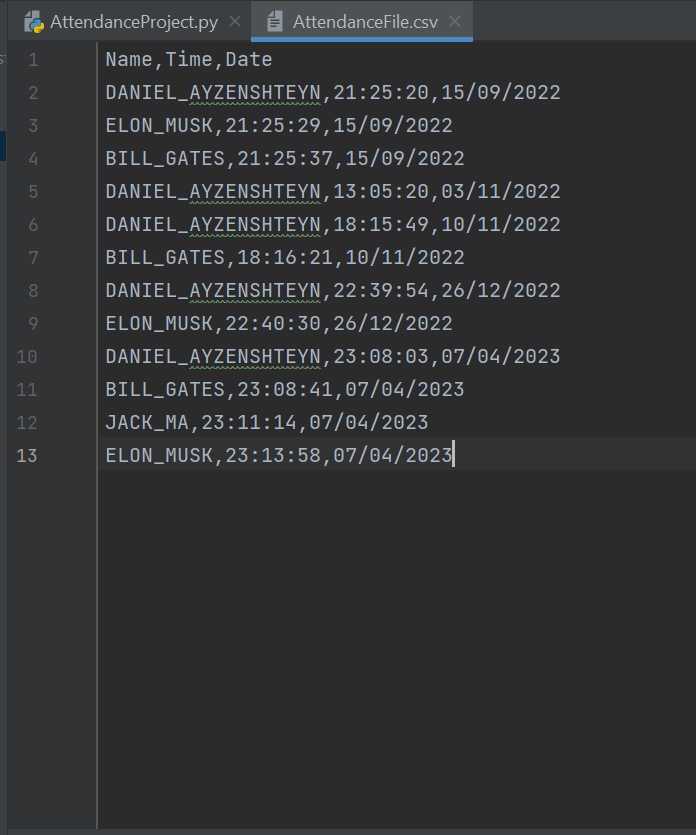 AttendanceProject.py AttendanceFile.csv
1 Name,Time,Date
2 DANIEL_AYZENSHTEYN,21:25:20,15/09/2022
3 ELON_MUSK,21:25:29,15/09/2022
4 BILL_GATES,21:25:37,15/09/2022
5 DANIEL_AYZENSHTEYN,13:05:20,03/11/2022
6 DANIEL_AYZENSHTEYN,18:15:49,10/11/2022
7 BILL_GATES,18:16:21,10/11/2022
8 DANIEL_AYZENSHTEYN,22:39:54,26/12/2022
9 ELON_MUSK,22:40:30,26/12/2022
10 DANIEL_AYZENSHTEYN,23:08:03,07/04/2023
11 BILL_GATES,23:08:41,07/04/2023
12 JACK_MA,23:11:14,07/04/2023
13 ELON_MUSK,23:13:58,07/04/2023